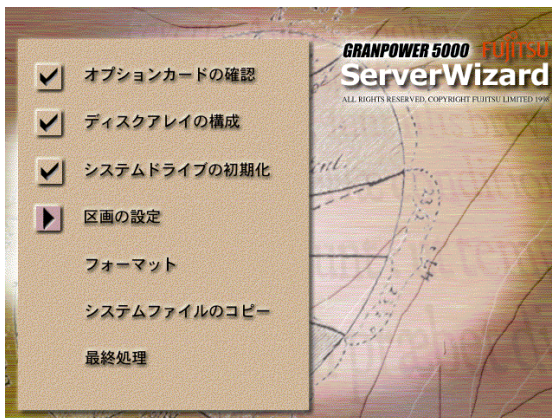 オプションカードの確認
ディスクアレイの構成
システムドライブの初期化
区画の設定
フォーマット
システムファイルのコピー
最終処理
GRANPOWER 5000 FUJITSU
ServerWizard
ALL RIGHTS RESERVED, COPYRIGHT FUJITSU LIMITED 1998